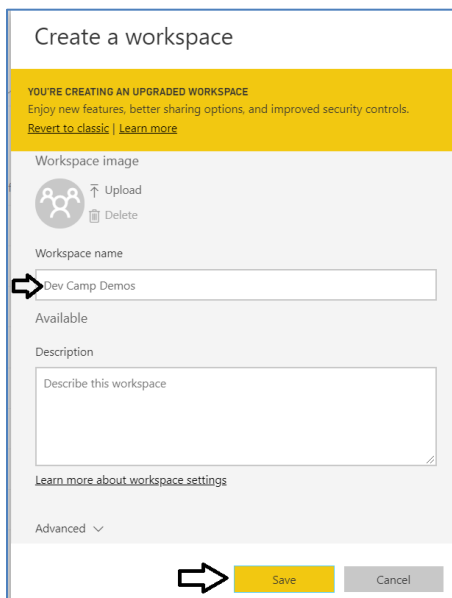 Create a workspace
YOU'RE CREATING AN UPGRADED WORKSPACE
Enjoy new features, better sharing options, and improved security controls.
Revert to classic | Learn more
Workspace image
Upload
Delete
Workspace name
Dev Camp Demos
Available
Description
Describe this workspace
Learn more about workspace settings
Advanced
Save Cancel